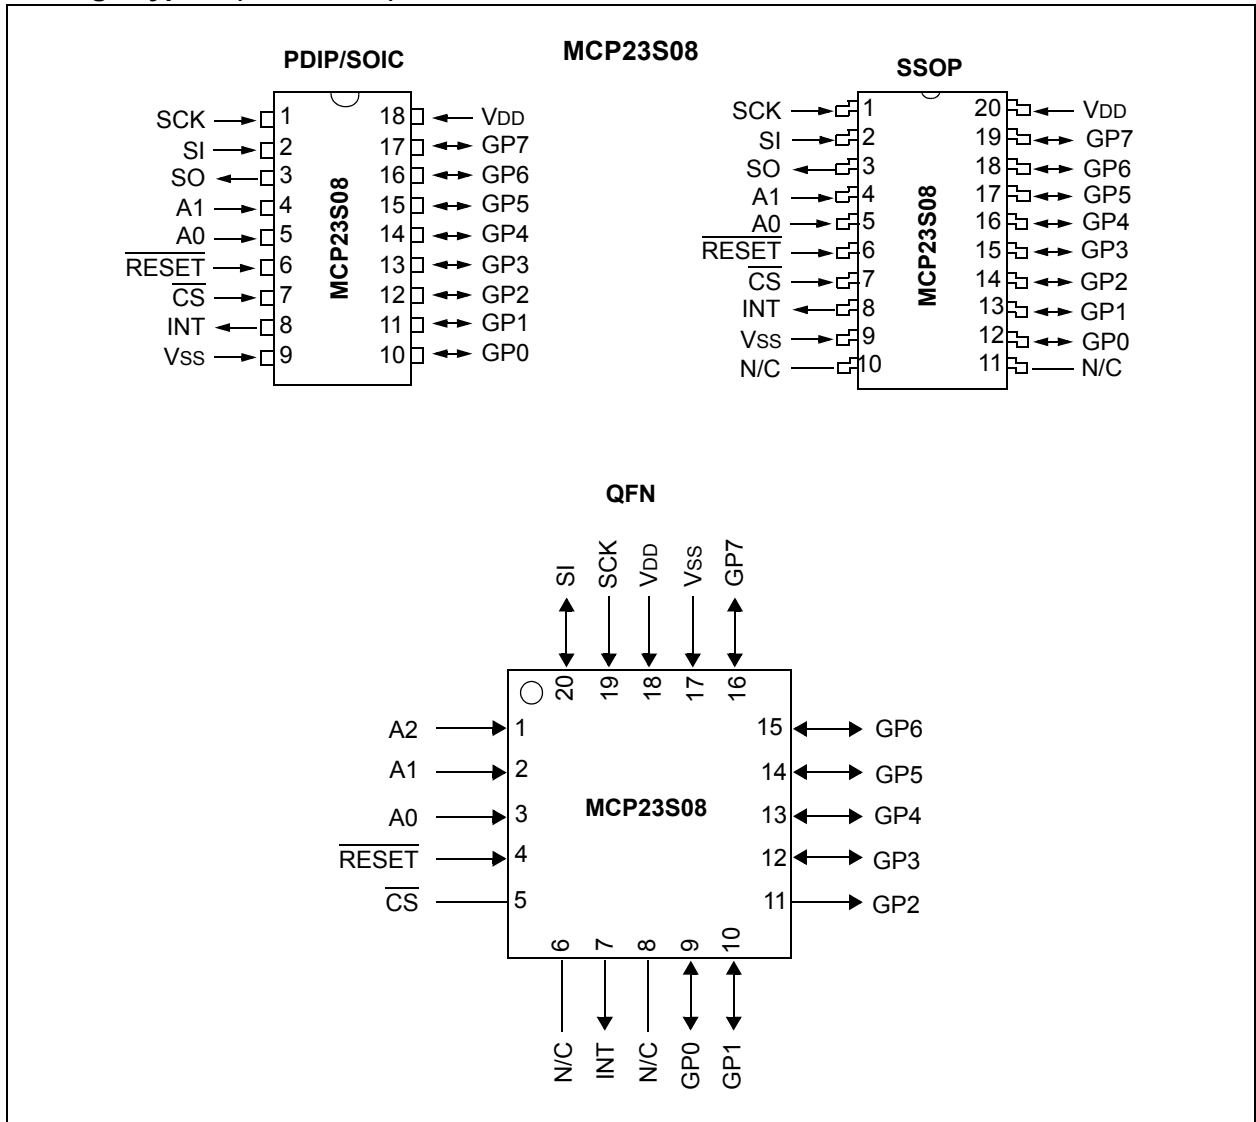 MCP23S08
PDIP/SOIC
SCK 1 18 VDD
SI 2 17 GP7
SO 3 16 GP6
A1 4 15 GP5
A0 5 14 GP4
RESET 6 13 GP3
CS 7 12 GP2
INT 8 11 GP1
VSS 9 10 GP0
MCP23S08
SSOP
SCK 1 20 VDD
SI 2 19 GP7
SO 3 18 GP6
A1 4 17 GP5
A0 5 16 GP4
RESET 6 15 GP3
CS 7 14 GP2
INT 8 13 GP1
VSS 9 12 GP0
N/C 10 11 N/C
MCP23S08
QFN
SI SCK VDD VSS GP7
20 19 18 17 16
A2 1 15 GP6
A1 2 14 GP5
A0 3 MCP23S08 13 GP4
RESET 4 12 GP3
CS 5 11 GP2
6 7 8 9 10
N/C INT N/C GP0 GP1